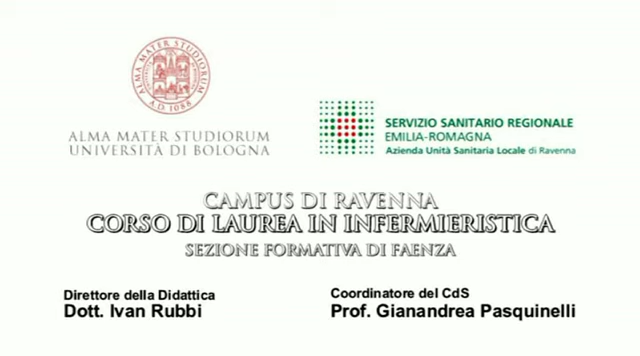 ALMA MATER STUDIORUM
A.D. 1088
ALMA MATER STUDIORUM
UNIVERSITÀ DI BOLOGNA
SERVIZIO SANITARIO REGIONALE
EMILIA-ROMAGNA
Azienda Unità Sanitaria Locale di Ravenna
CAMPUS DI RAVENNA
CORSO DI LAUREA IN INFERMIERISTICA
SEZIONE FORMATIVA DI FAENZA
Direttore della Didattica
Dott. Ivan Rubbi
Coordinatore del CdS
Prof. Gianandrea Pasquinelli